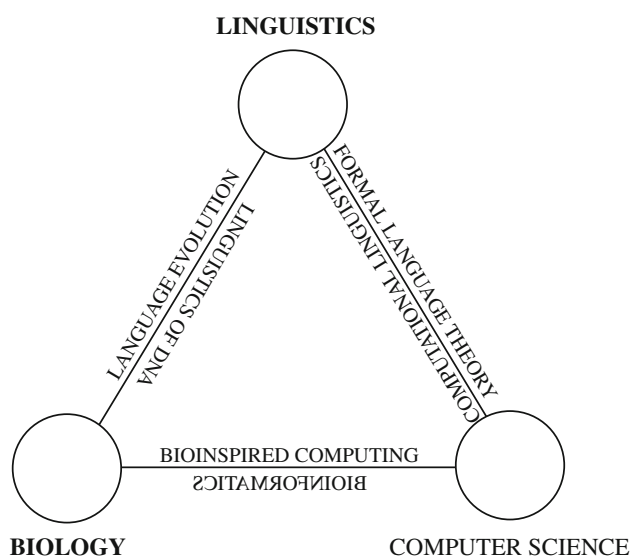 LINGUISTICS
LANGUAGE EVOLUTION
LINGUISTICS OF DNA
FORMAL LANGUAGE THEORY
COMPUTATIONAL LINGUISTICS
BIOINSPIRED COMPUTING
BIOINFORMATICS
BIOLOGY
COMPUTER SCIENCE